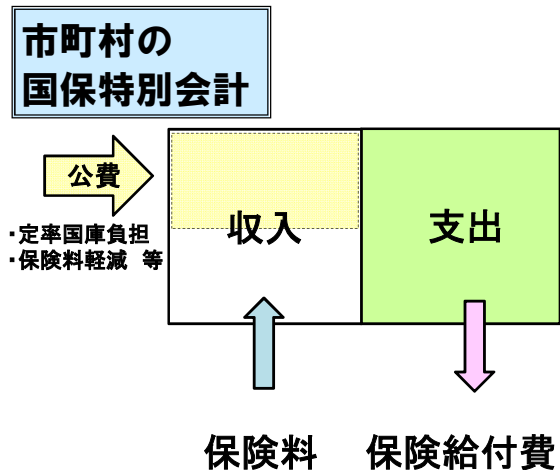 市町村の
国保特別会計
公費
・定率国庫負担
・保険料軽減 等
収入
支出
保険料
保険給付費